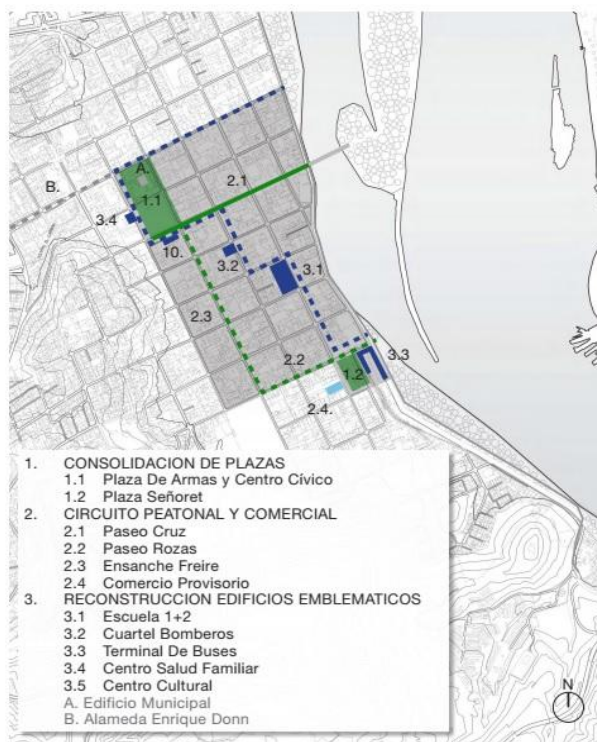 A.
2.1
B.
1.1
3.4
10.
3.2
3.1
2.3
2.2
3.3
1.2
2.4.
1. CONSOLIDACION DE PLAZAS
1.1 Plaza De Armas y Centro Cívico
1.2 Plaza Señoret
2. CIRCUITO PEATONAL Y COMERCIAL
2.1 Paseo Cruz
2.2 Paseo Rozas
2.3 Ensanche Freire
2.4 Comercio Provisorio
3. RECONSTRUCCION EDIFICIOS EMBLEMATICOS
3.1 Escuela 1+2
3.2 Cuartel Bomberos
3.3 Terminal De Buses
3.4 Centro Salud Familiar
3.5 Centro Cultural
A. Edificio Municipal
B. Alameda Enrique Donn
N